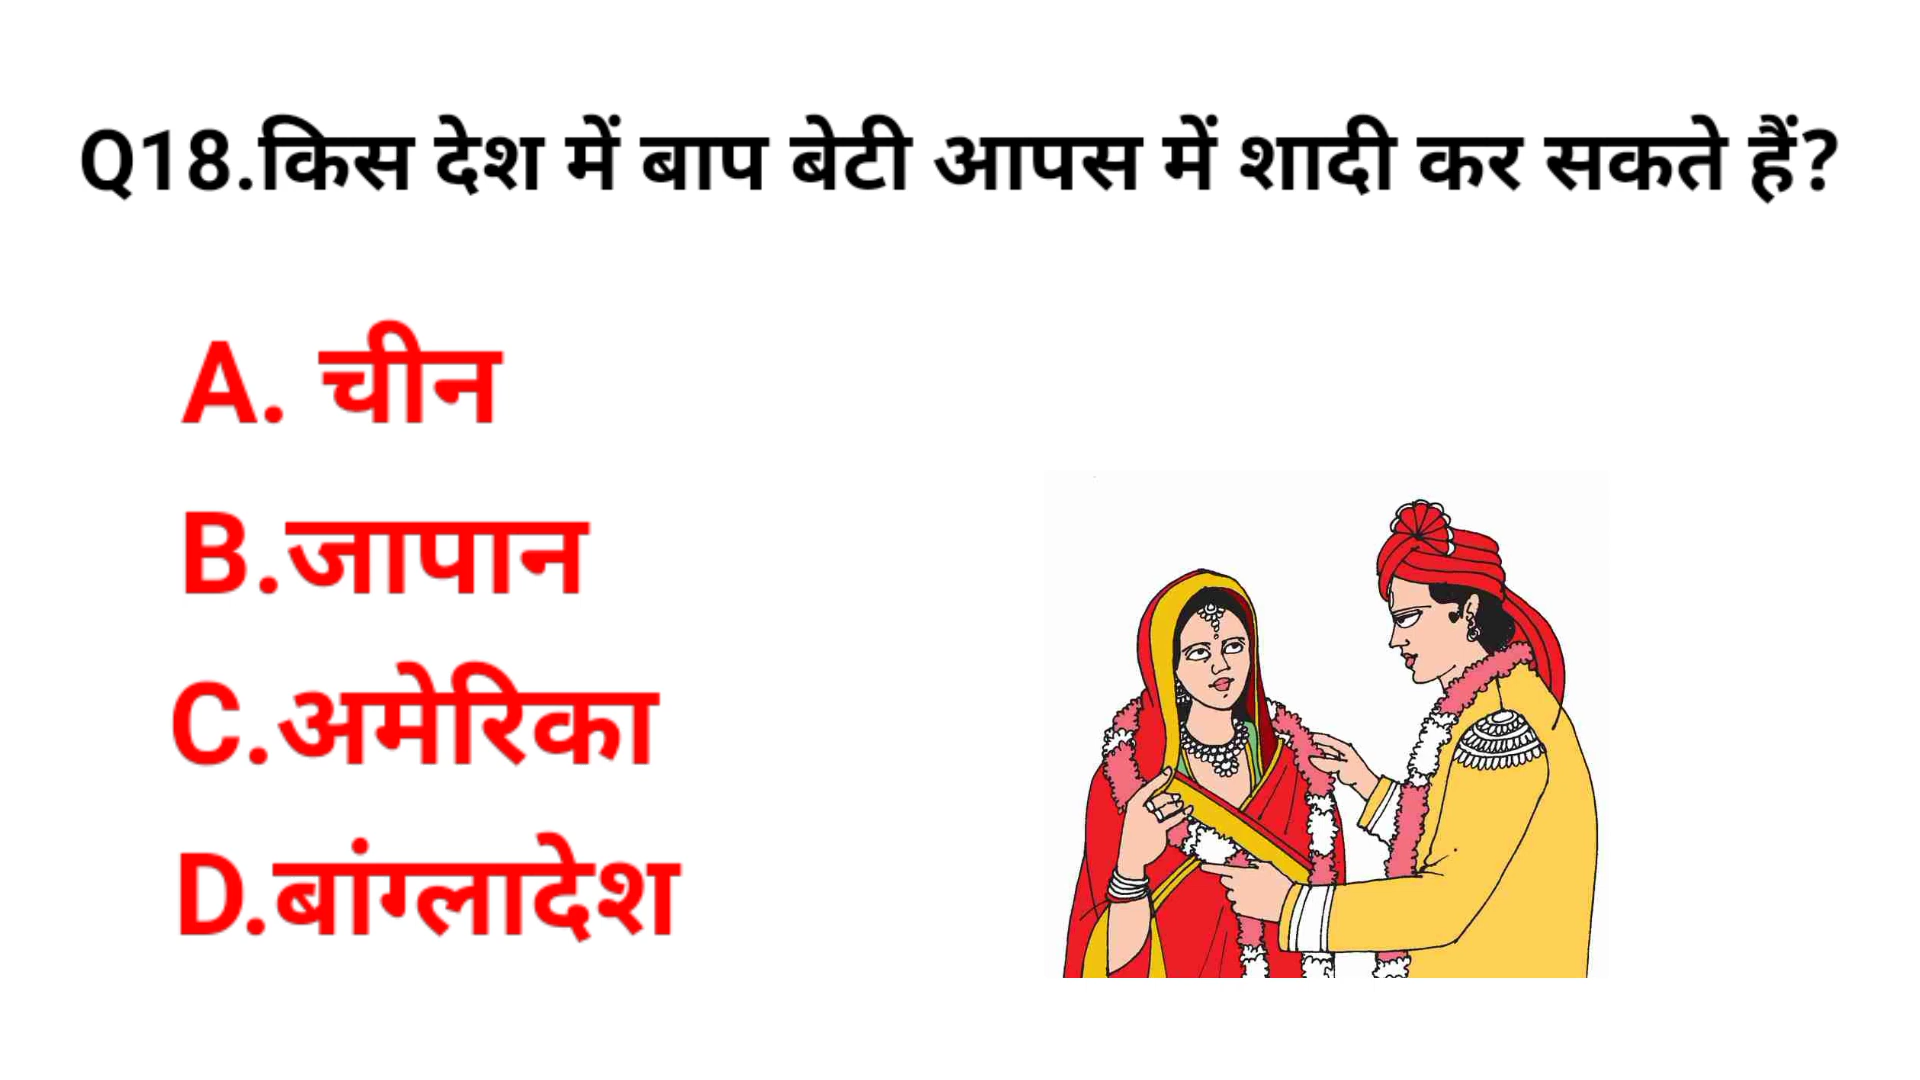 Q18.किस देश में बाप बेटी आपस में शादी कर सकते हैं?
A. चीन
B.जापान
C.अमेरिका
D.बांग्लादेश